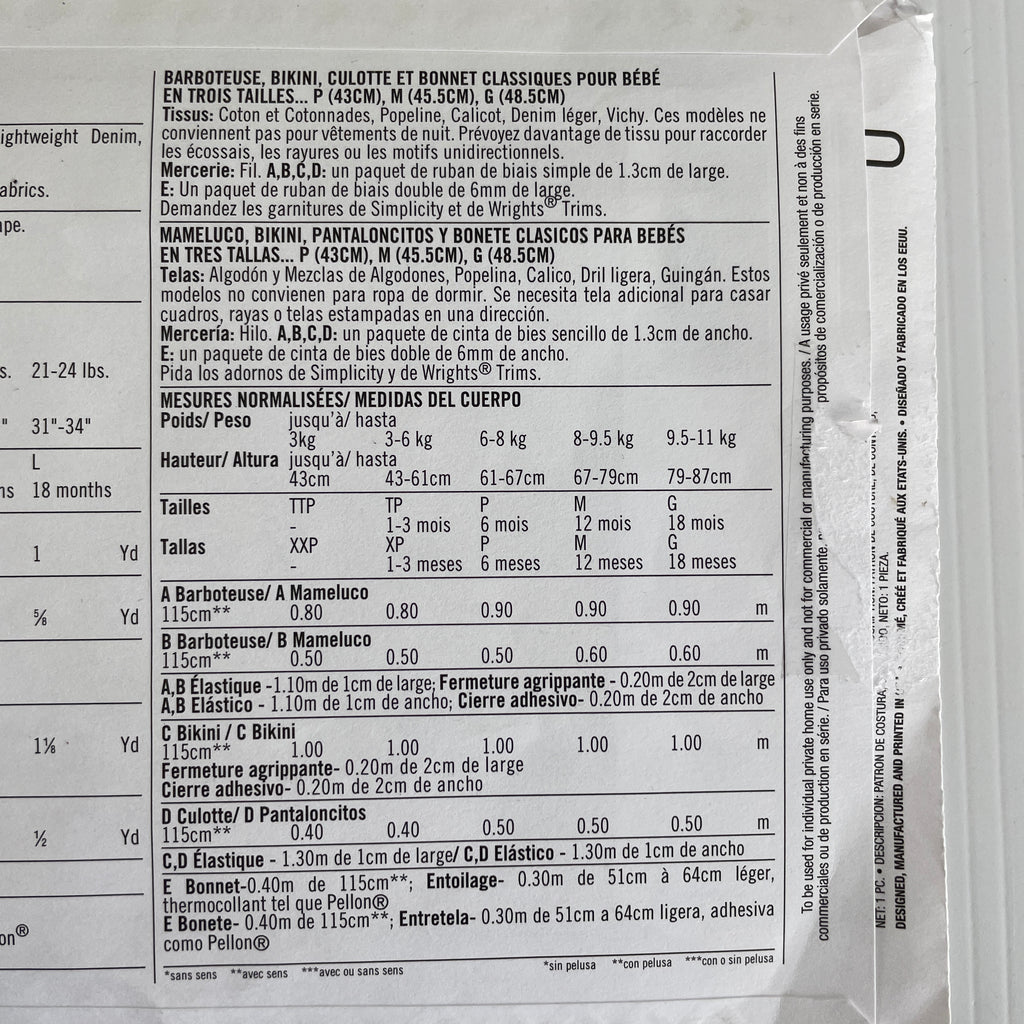 ightweight Denim,
abrics.
ape.
s. 21-24 lbs.
" 31"-34"
L
ns 18 months
1 Yd
⅝ Yd
1⅛ Yd
½ Yd
on®
BARBOTEUSE, BIKINI, CULOTTE ET BONNET CLASSIQUES POUR BÉBÉ
EN TROIS TAILLES... P (43CM), M (45.5CM), G (48.5CM)
Tissus: Coton et Cotonnades, Popeline, Calicot, Denim léger, Vichy. Ces modèles ne
conviennent pas pour vêtements de nuit. Prévoyez davantage de tissu pour raccorder
les écossais, les rayures ou les motifs unidirectionnels.
Mercerie: Fil. A,B,C,D: un paquet de ruban de biais simple de 1.3cm de large.
E: Un paquet de ruban de biais double de 6mm de large.
Demandez les garnitures de Simplicity et de Wrights® Trims.
MAMELUCO, BIKINI, PANTALONCITOS Y BONETE CLASICOS PARA BEBÉS
EN TRES TALLAS... P (43CM), M (45.5CM), G (48.5CM)
Telas: Algodón y Mezclas de Algodones, Popelina, Calico, Dril ligera, Guingán. Estos
modelos no convienen para ropa de dormir. Se necesita tela adicional para casar
cuadros, rayas o telas estampadas en una dirección.
Mercería: Hilo. A,B,C,D: un paquete de cinta de bies sencillo de 1.3cm de ancho.
E: un paquete de cinta de bies doble de 6mm de ancho.
Pida los adornos de Simplicity y de Wrights® Trims.
MESURES NORMALISÉES/ MEDIDAS DEL CUERPO
Poids/ Peso jusqu'à/ hasta
3kg 3-6 kg 6-8 kg 8-9.5 kg 9.5-11 kg
Hauteur/ Altura jusqu'à/ hasta
43cm 43-61cm 61-67cm 67-79cm 79-87cm
Tailles TTP TP P M G
- 1-3 mois 6 mois 12 mois 18 mois
Tallas XXP XP P M G
- 1-3 meses 6 meses 12 meses 18 meses
A Barboteuse/ A Mameluco
115cm** 0.80 0.80 0.90 0.90 0.90 m
B Barboteuse/ B Mameluco
115cm** 0.50 0.50 0.50 0.60 0.60 m
A,B Élastique -1.10m de 1cm de large; Fermeture agrippante - 0.20m de 2cm de large
A,B Elástico - 1.10m de 1cm de ancho; Cierre adhesivo- 0.20m de 2cm de ancho
C Bikini / C Bikini
115cm** 1.00 1.00 1.00 1.00 1.00 m
Fermeture agrippante- 0.20m de 2cm de large
Cierre adhesivo- 0.20m de 2cm de ancho
D Culotte/ D Pantaloncitos
115cm** 0.40 0.40 0.50 0.50 0.50 m
C,D Élastique - 1.30m de 1cm de large/ C,D Elástico - 1.30m de 1cm de ancho
E Bonnet-0.40m de 115cm**; Entoilage- 0.30m de 51cm à 64cm léger,
thermocollant tel que Pellon®
E Bonete- 0.40m de 115cm**; Entretela- 0.30m de 51cm a 64cm ligera, adhesiva
como Pellon®
*sans sens **avec sens ***avec ou sans sens *sin pelusa **con pelusa ***con o sin pelusa
To be used for individual private home use only and not for commercial or manufacturing purposes. / A usage privé seulement et non à des fins
commerciales ou de production en série. / Para uso privado solamente. propósitos de comercialización o de producción en serie.
U
NET: 1 PC. • DESCRIPCION: PATRON DE COSTURA, NETO: 1 PIEZA.
DESIGNED, MANUFACTURED AND PRINTED IN CRÉÉ ET FABRIQUÉ AUX ETATS-UNIS. • DISEÑADO Y FABRICADO EN LOS EEUU.